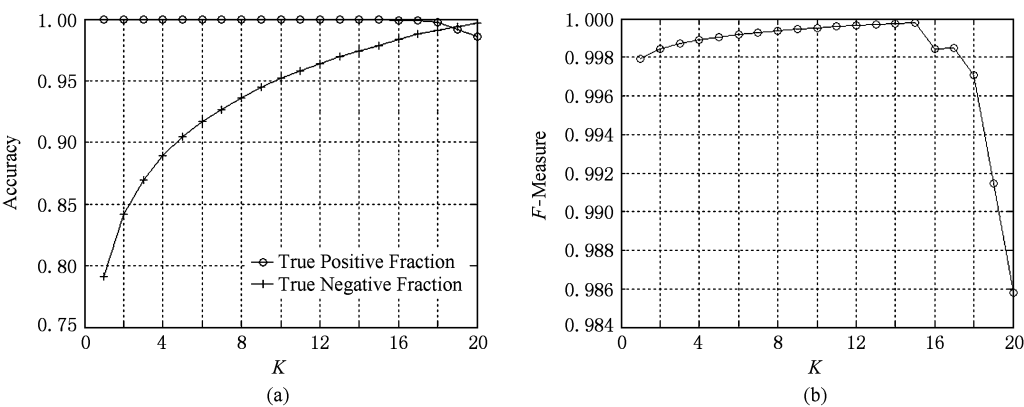 Accuracy
1.00
0.95
0.90
0.85
0.80
0.75
True Positive Fraction
True Negative Fraction
0 4 8 12 16 20
K
(a)
F-Measure
1.000
0.998
0.996
0.994
0.992
0.990
0.988
0.986
0.984
0 4 8 12 16 20
K
(b)